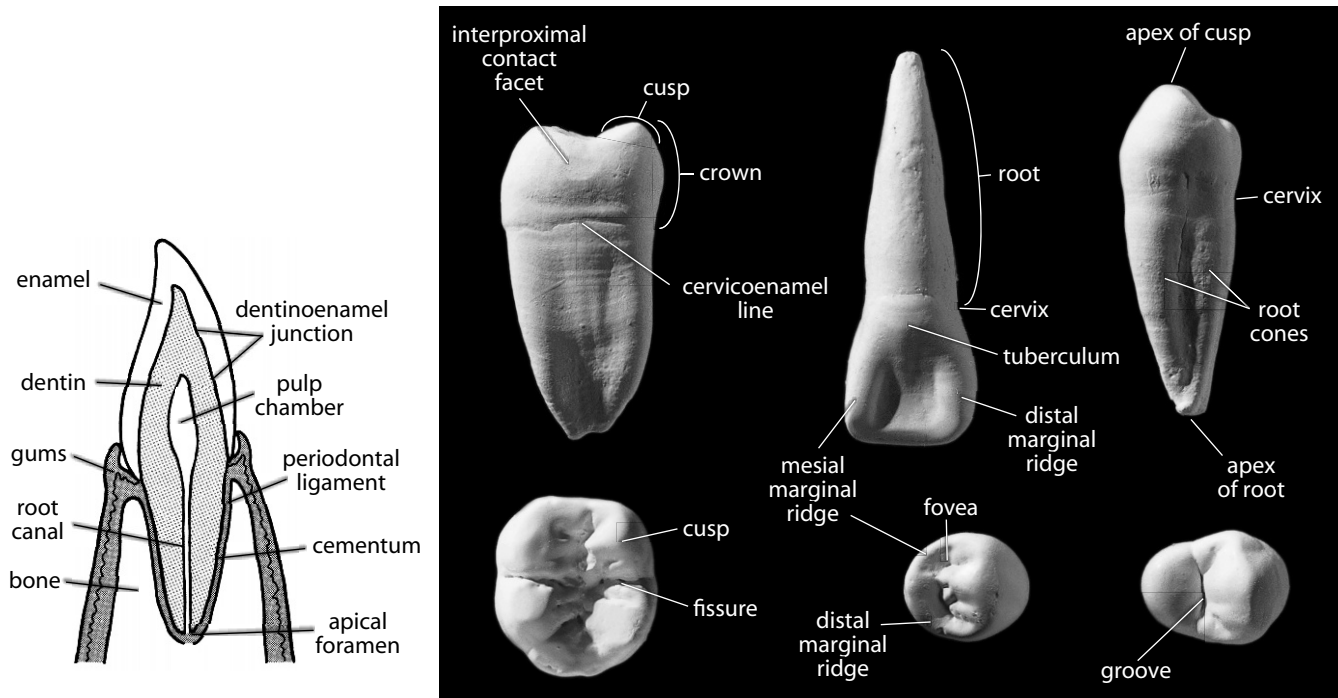 enamel
dentinoenamel
junction
dentin
pulp
chamber
gums
periodontal
ligament
root
canal
cementum
bone
apical
foramen
interproximal
contact
facet
cusp
crown
cervicoenamel
line
root
cervix
tuberculum
distal
marginal
ridge
mesial
marginal
ridge
apex of cusp
cervix
root
cones
apex
of root
cusp
fissure
fovea
distal
marginal
ridge
groove